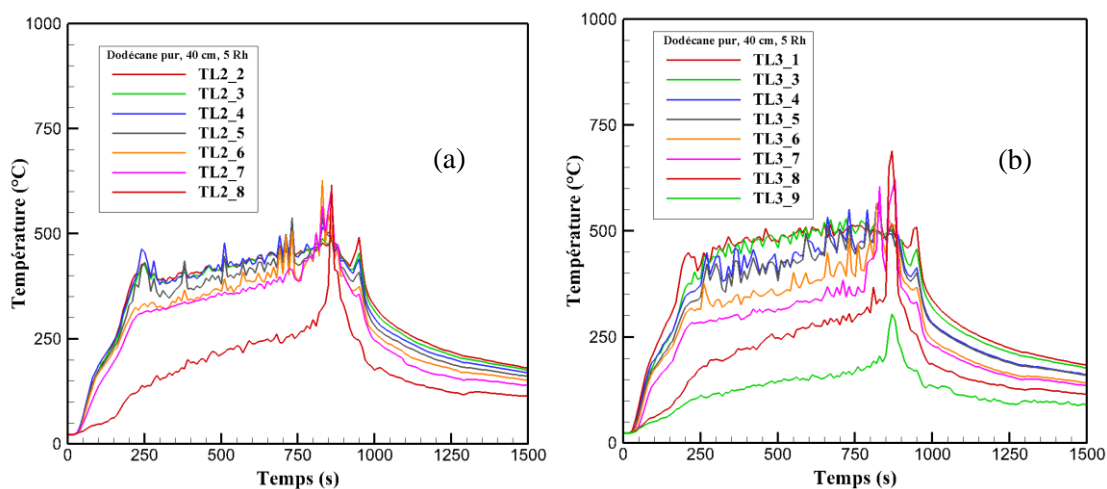 1000
750
500
250
0
Température (°C)
Dodécane pur, 40 cm, 5 Rh
TL2_2
TL2_3
TL2_4
TL2_5
TL2_6
TL2_7
TL2_8
(a)
0 250 500 750 1000 1250 1500
Temps (s)
1000
750
500
250
0
Température (°C)
Dodécane pur, 40 cm, 5 Rh
TL3_1
TL3_3
TL3_4
TL3_5
TL3_6
TL3_7
TL3_8
TL3_9
(b)
0 250 500 750 1000 1250 1500
Temps (s)